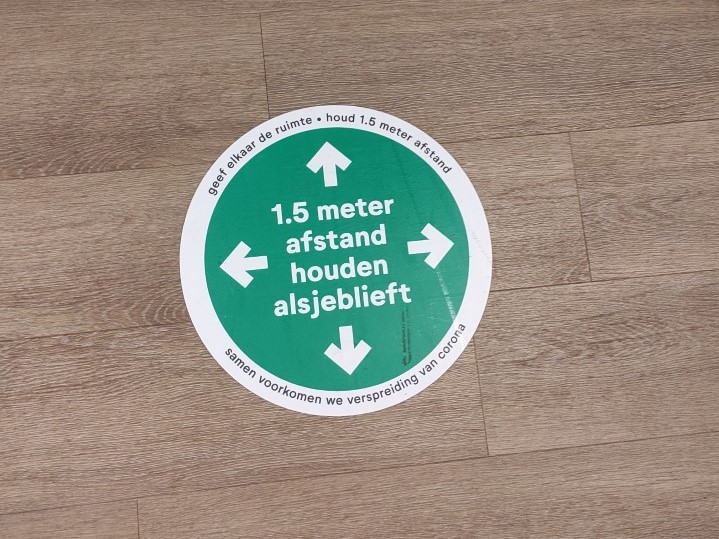 geef elkaar de ruimte • houd 1.5 meter afstand
1.5 meter
afstand
houden
alsjeblieft
samen voorkomen we verspreiding van corona